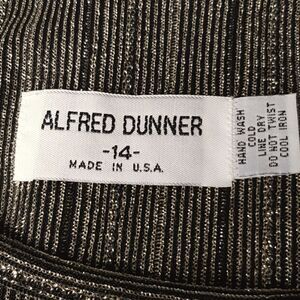 ALFRED DUNNER
-14-
MADE IN U.S.A.
HAND WASH
COLD
LINE DRY
DO NOT TWIST
COOL IRON